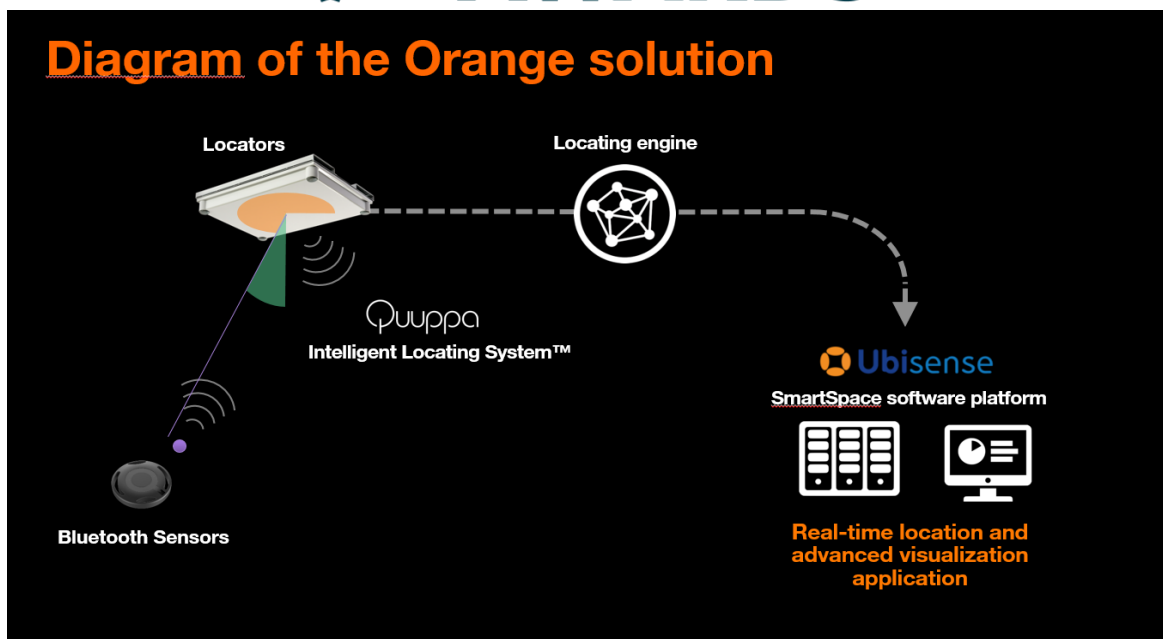 Diagram of the Orange solution
Locators
Locating engine
Quuppa
Intelligent Locating System™
Ubisense
SmartSpace software platform
Bluetooth Sensors
Real-time location and
advanced visualization
application